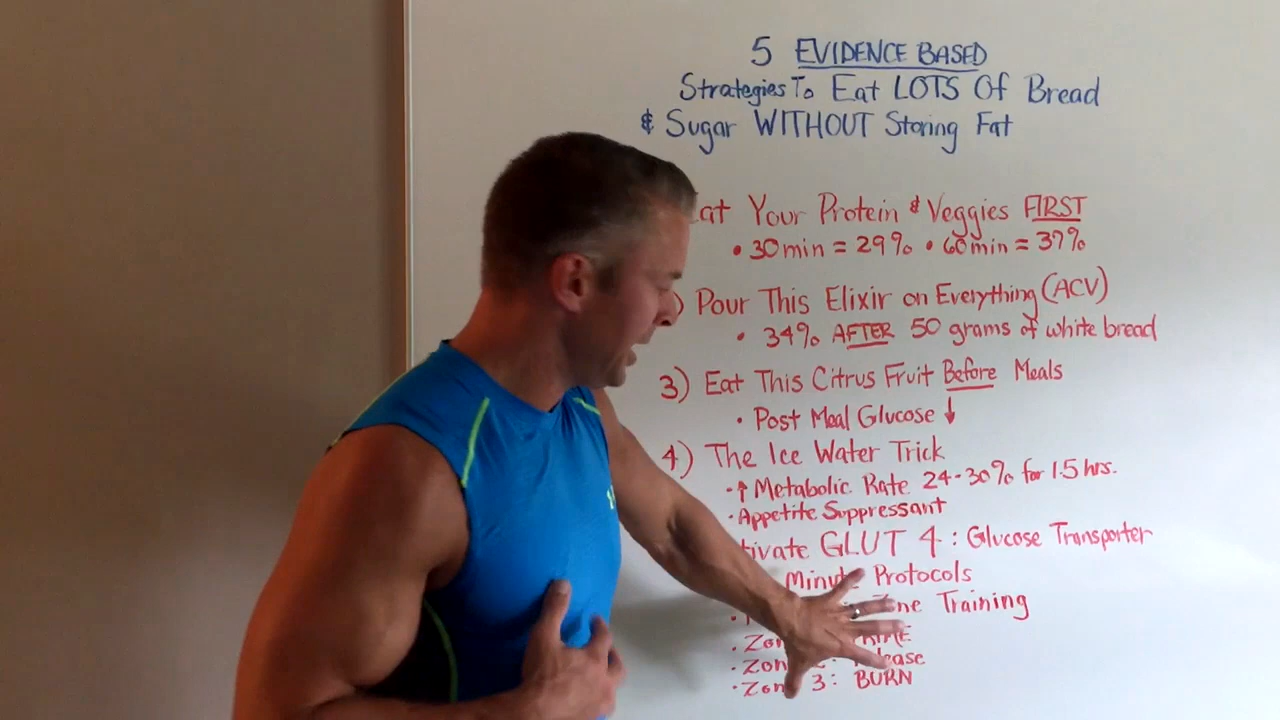 5 EVIDENCE BASED
Strategies To Eat LOTS Of Bread
& Sugar WITHOUT Storing Fat
at Your Protein & Veggies FIRST
• 30 min = 29% • 60 min = 37%
) Pour This Elixir on Everything (ACV)
• 34% AFTER 50 grams of white bread
3) Eat This Citrus Fruit Before Meals
• Post Meal Glucose ↓
4) The Ice Water Trick
• ↑ Metabolic Rate 24-30% for 1.5 hrs.
• Appetite Suppressant
tivate GLUT 4 : Glucose Transporter
Minute Protocols
Training
•
•
• Zon 3 : BURN